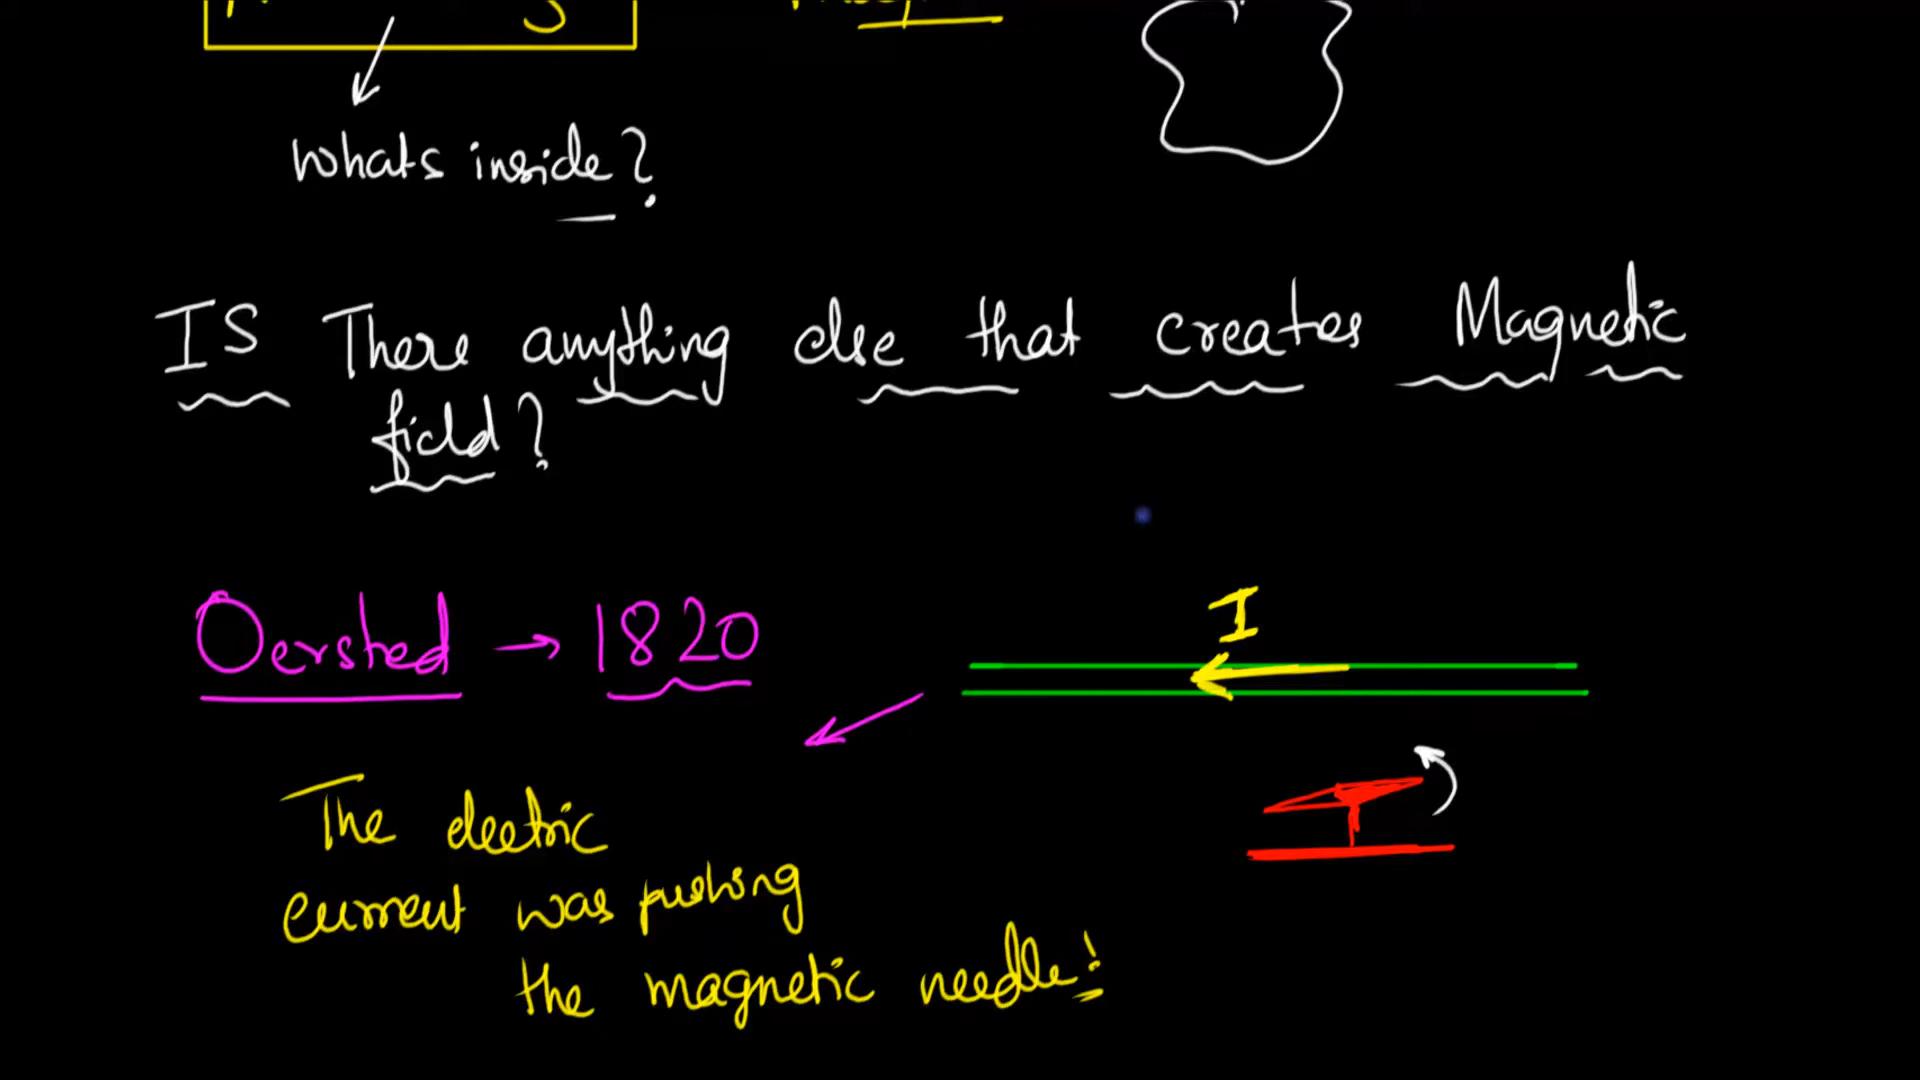 Whats inside?
IS There anything else that creates Magnetic
field?
Oersted → 1820
I
The electric
current was pushing
the magnetic needle!